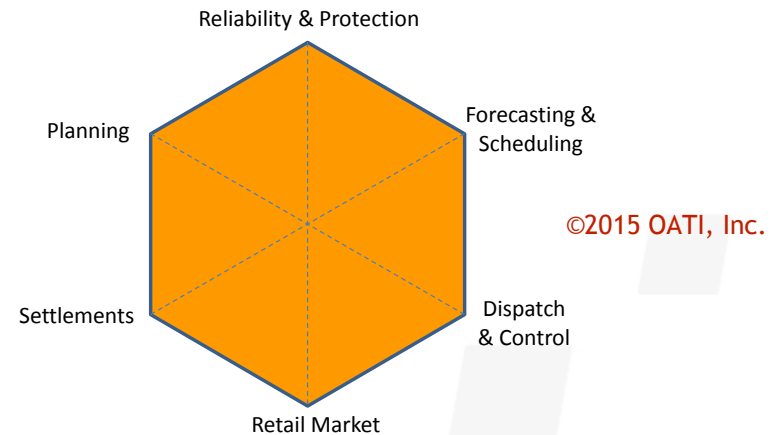 Reliability & Protection
Forecasting &
Scheduling
Planning
©2015 OATI, Inc.
Settlements
Dispatch
& Control
Retail Market